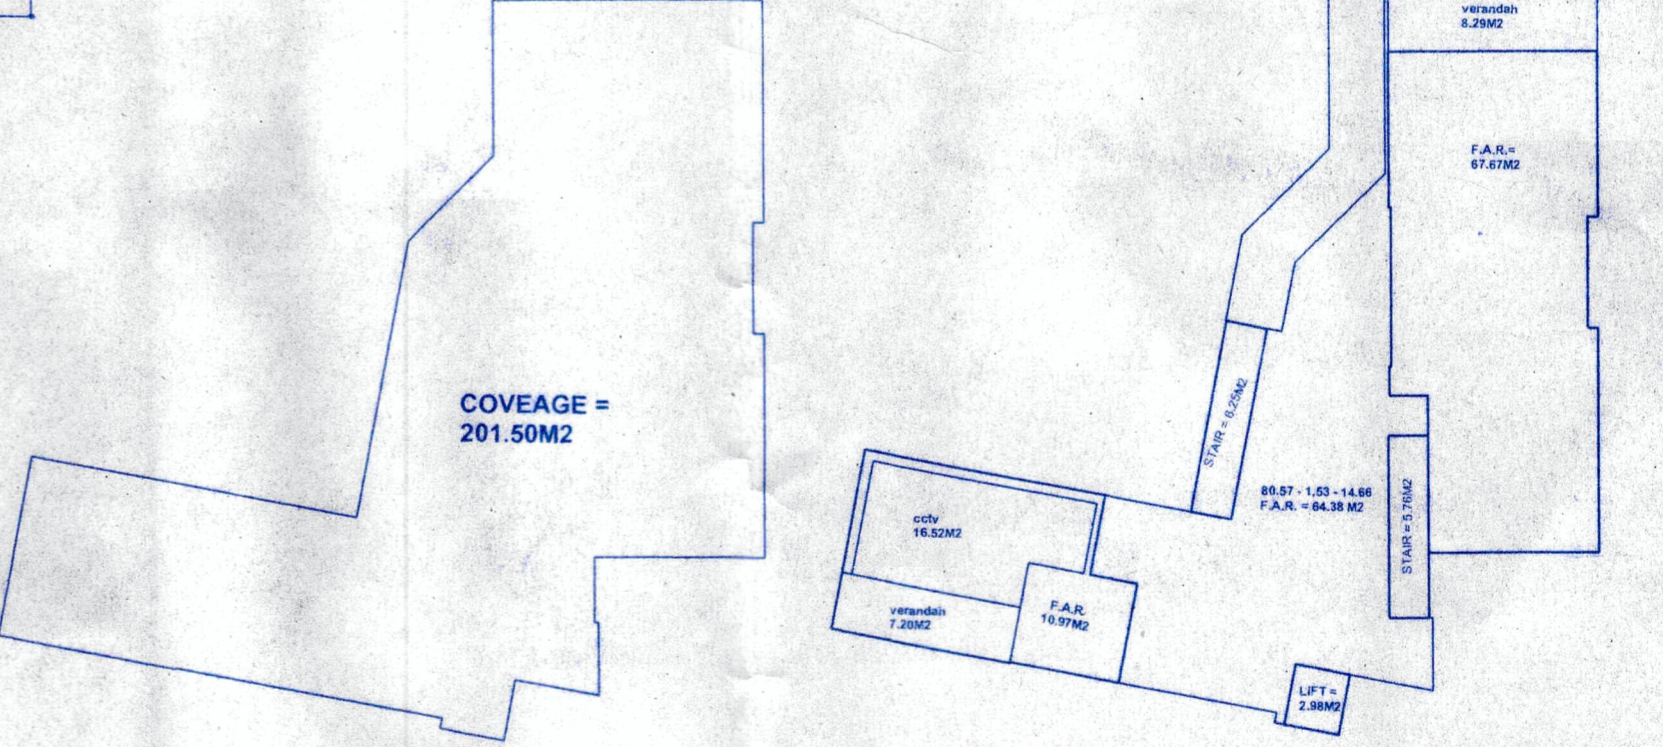 verandah
8.29M2
F.A.R.=
67.67M2
COVEAGE =
201.50M2
STAIR = 6.25M2
80.57 - 1.53 - 14.66
F.A.R. = 64.38 M2
STAIR = 5.76M2
cctv
16.52M2
verandah
7.20M2
F.A.R.
10.97M2
LIFT =
2.98M2